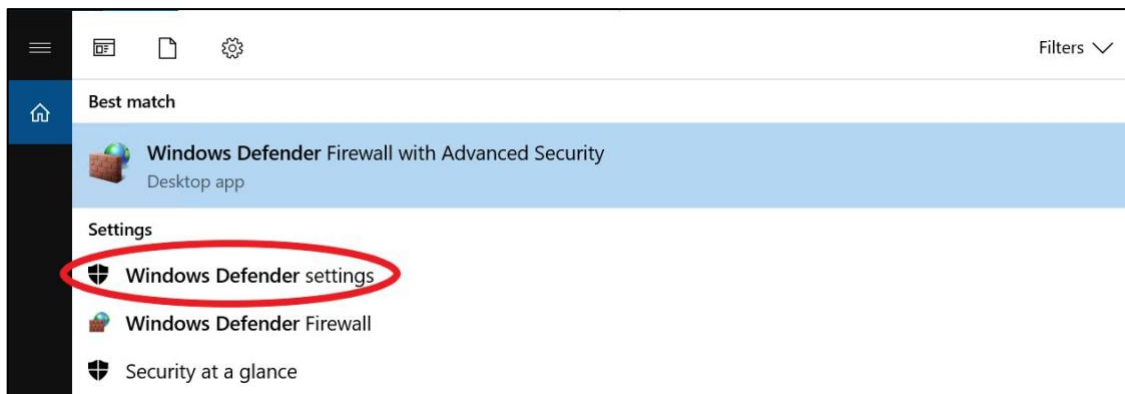 Filters
Best match
Windows Defender Firewall with Advanced Security
Desktop app
Settings
Windows Defender settings
Windows Defender Firewall
Security at a glance